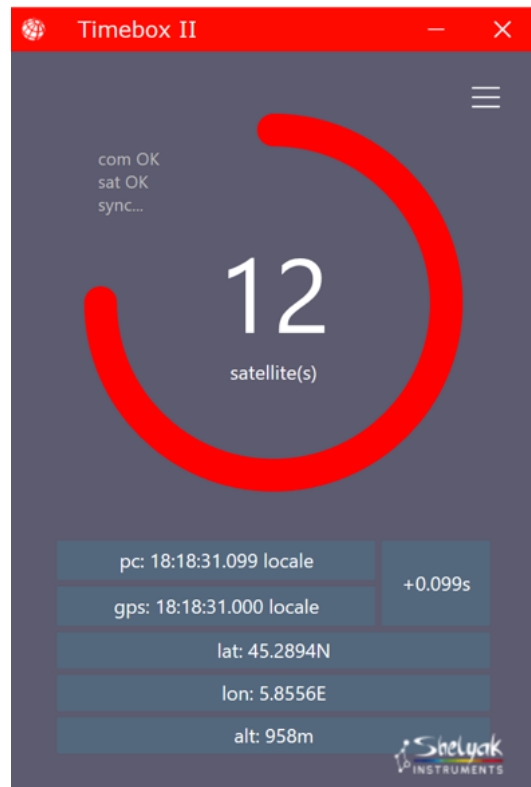 Timebox II
com OK
sat OK
sync...
12
satellite(s)
pc: 18:18:31.099 locale
+0.099s
gps: 18:18:31.000 locale
lat: 45.2894N
lon: 5.8556E
alt: 958m
Shelyak
INSTRUMENTS